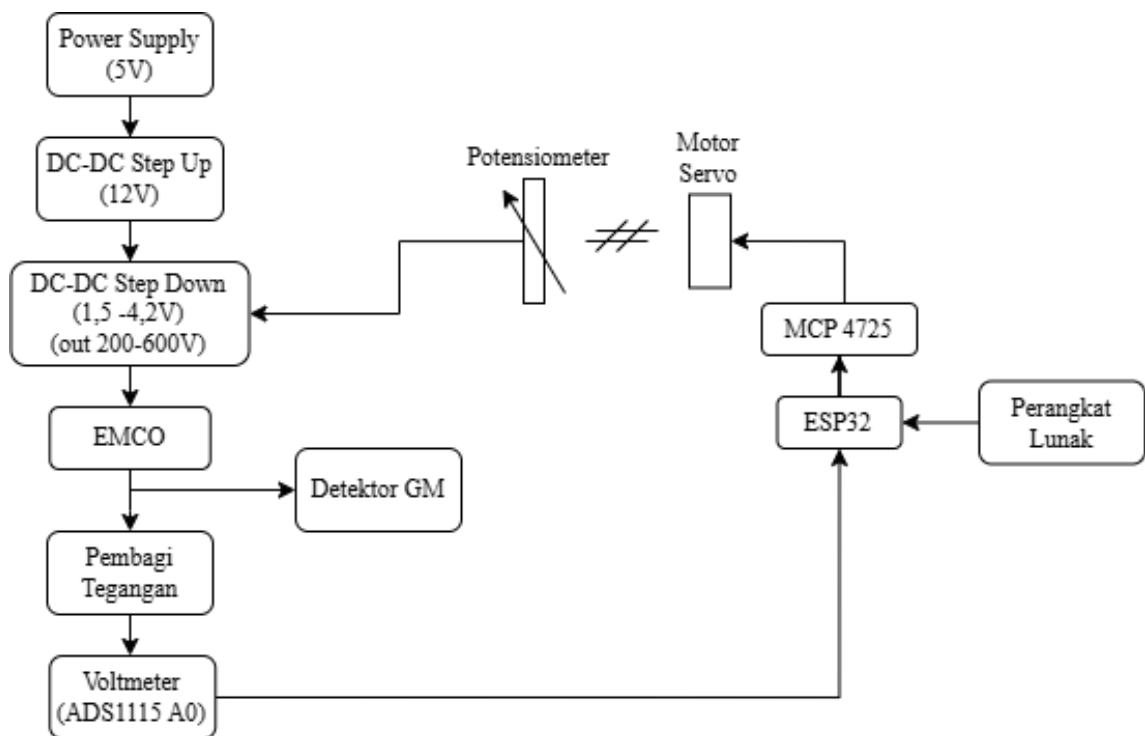 Power Supply
(5V)
DC-DC Step Up
(12V)
Potensiometer
Motor
Servo
DC-DC Step Down
(1,5 -4,2V)
(out 200-600V)
MCP 4725
EMCO
ESP32
Perangkat
Lunak
Detektor GM
Pembagi
Tegangan
Voltmeter
(ADS1115 A0)